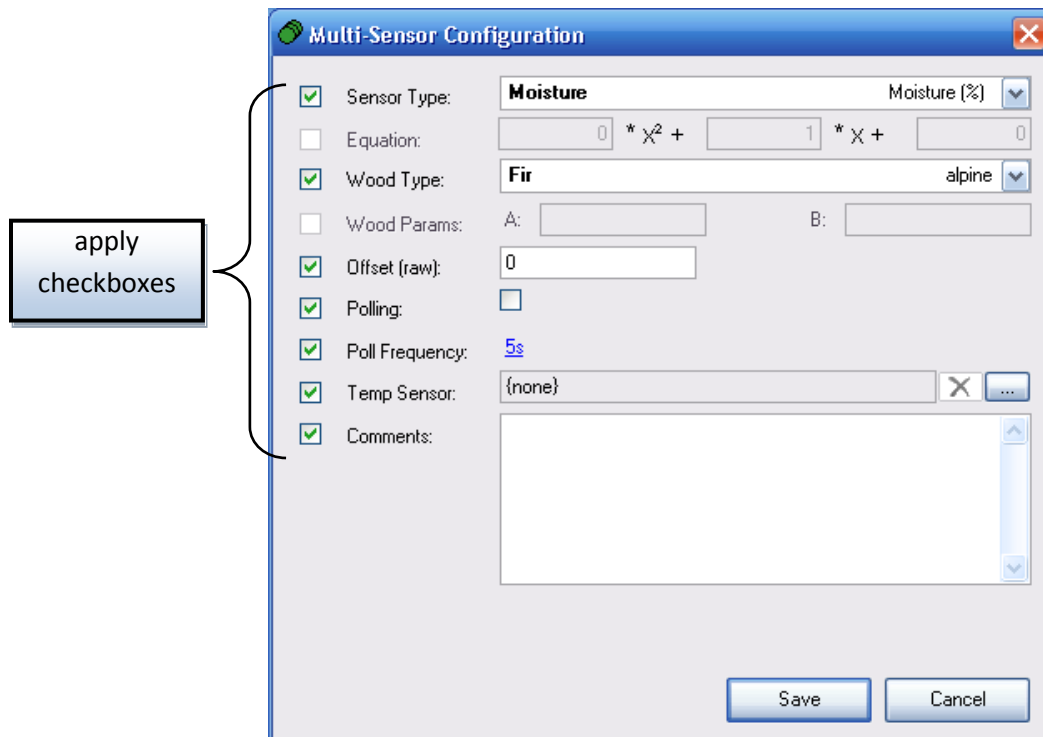 Multi-Sensor Configuration
Sensor Type: Moisture Moisture (%)
Equation: 0 * X² + 1 * X + 0
Wood Type: Fir alpine
Wood Params: A: B:
apply
checkboxes
Offset (raw): 0
Polling:
Poll Frequency: 5s
Temp Sensor: {none} ...
Comments:
Save Cancel